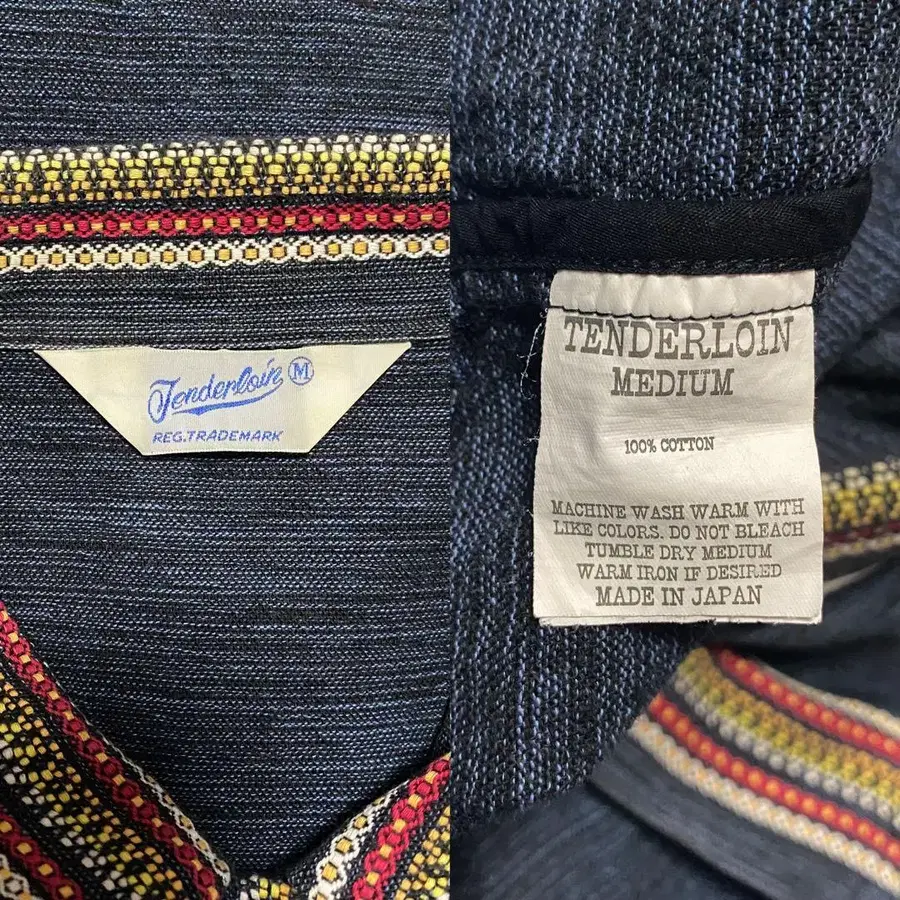 Tenderloin M
REG.TRADEMARK
TENDERLOIN
MEDIUM
100% COTTON
MACHINE WASH WARM WITH
LIKE COLORS. DO NOT BLEACH
TUMBLE DRY MEDIUM
WARM IRON IF DESIRED
MADE IN JAPAN